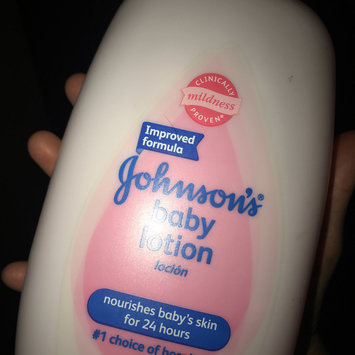 CLINICALLY
mildness
PROVEN®
Improved
formula
Johnson's®
baby
lotion
loción
nourishes baby's skin
for 24 hours
#1 choice of